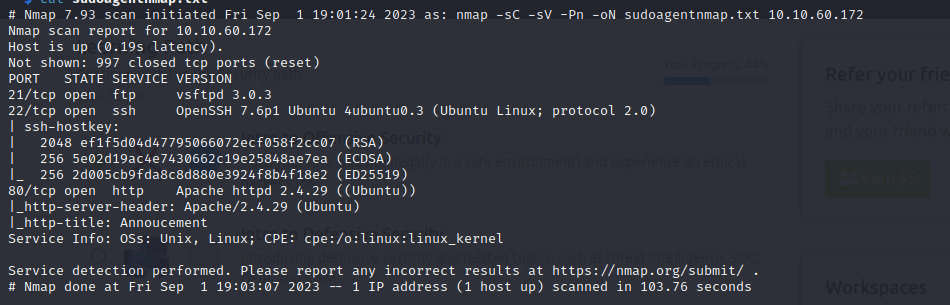 $ cat sudoagentnmap.txt
# Nmap 7.93 scan initiated Fri Sep  1 19:01:24 2023 as: nmap -sC -sV -Pn -oN sudoagentnmap.txt 10.10.60.172
Nmap scan report for 10.10.60.172
Host is up (0.19s latency).
Not shown: 997 closed tcp ports (reset)
PORT   STATE SERVICE VERSION
21/tcp open  ftp     vsftpd 3.0.3
22/tcp open  ssh     OpenSSH 7.6p1 Ubuntu 4ubuntu0.3 (Ubuntu Linux; protocol 2.0)
| ssh-hostkey:
|   2048 ef1f5d04d47795066072ecf058f2cc07 (RSA)
|   256 5e02d19ac4e7430662c19e25848ae7ea (ECDSA)
|_  256 2d005cb9fda8c8d880e3924f8b4f18e2 (ED25519)
80/tcp open  http    Apache httpd 2.4.29 ((Ubuntu))
|_http-server-header: Apache/2.4.29 (Ubuntu)
|_http-title: Annoucement
Service Info: OSs: Unix, Linux; CPE: cpe:/o:linux:linux_kernel
Service detection performed. Please report any incorrect results at https://nmap.org/submit/ .
# Nmap done at Fri Sep  1 19:03:07 2023 -- 1 IP address (1 host up) scanned in 103.76 seconds
Your Progress: 44%
Refer your frie
Share your referr
and your friend w
Earn $5
Workspaces